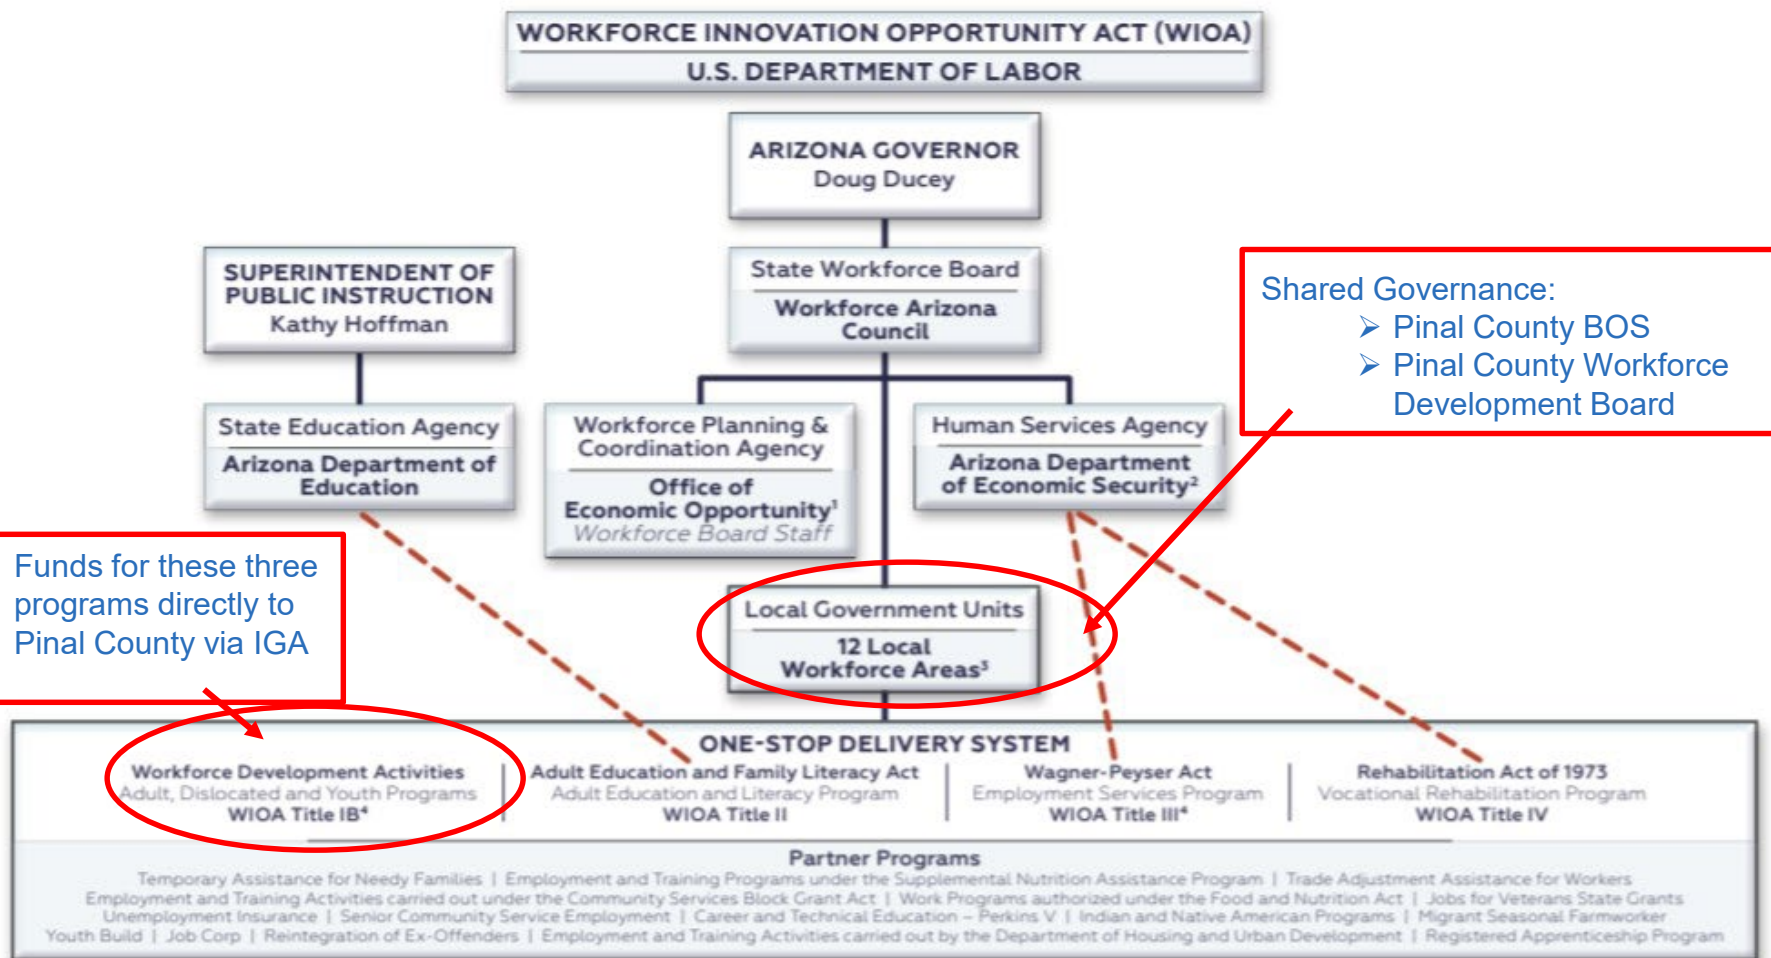 WORKFORCE INNOVATION OPPORTUNITY ACT (WIOA)
U.S. DEPARTMENT OF LABOR
ARIZONA GOVERNOR
Doug Ducey
SUPERINTENDENT OF
PUBLIC INSTRUCTION
Kathy Hoffman
State Workforce Board
Workforce Arizona
Council
Shared Governance:
➢ Pinal County BOS
➢ Pinal County Workforce
Development Board
State Education Agency
Arizona Department of
Education
Workforce Planning &
Coordination Agency
Office of
Economic Opportunity¹
Workforce Board Staff
Human Services Agency
Arizona Department
of Economic Security²
Funds for these three
programs directly to
Pinal County via IGA
Local Government Units
12 Local
Workforce Areas³
ONE-STOP DELIVERY SYSTEM
Workforce Development Activities
Adult, Dislocated and Youth Programs
WIOA Title IB⁴
Adult Education and Family Literacy Act
Adult Education and Literacy Program
WIOA Title II
Wagner-Peyser Act
Employment Services Program
WIOA Title III⁴
Rehabilitation Act of 1973
Vocational Rehabilitation Program
WIOA Title IV
Partner Programs
Temporary Assistance for Needy Families | Employment and Training Programs under the Supplemental Nutrition Assistance Program | Trade Adjustment Assistance for Workers
Employment and Training Activities carried out under the Community Services Block Grant Act | Work Programs authorized under the Food and Nutrition Act | Jobs for Veterans State Grants
Unemployment Insurance | Senior Community Service Employment | Career and Technical Education – Perkins V | Indian and Native American Programs | Migrant Seasonal Farmworker
Youth Build | Job Corp | Reintegration of Ex-Offenders | Employment and Training Activities carried out by the Department of Housing and Urban Development | Registered Apprenticeship Program